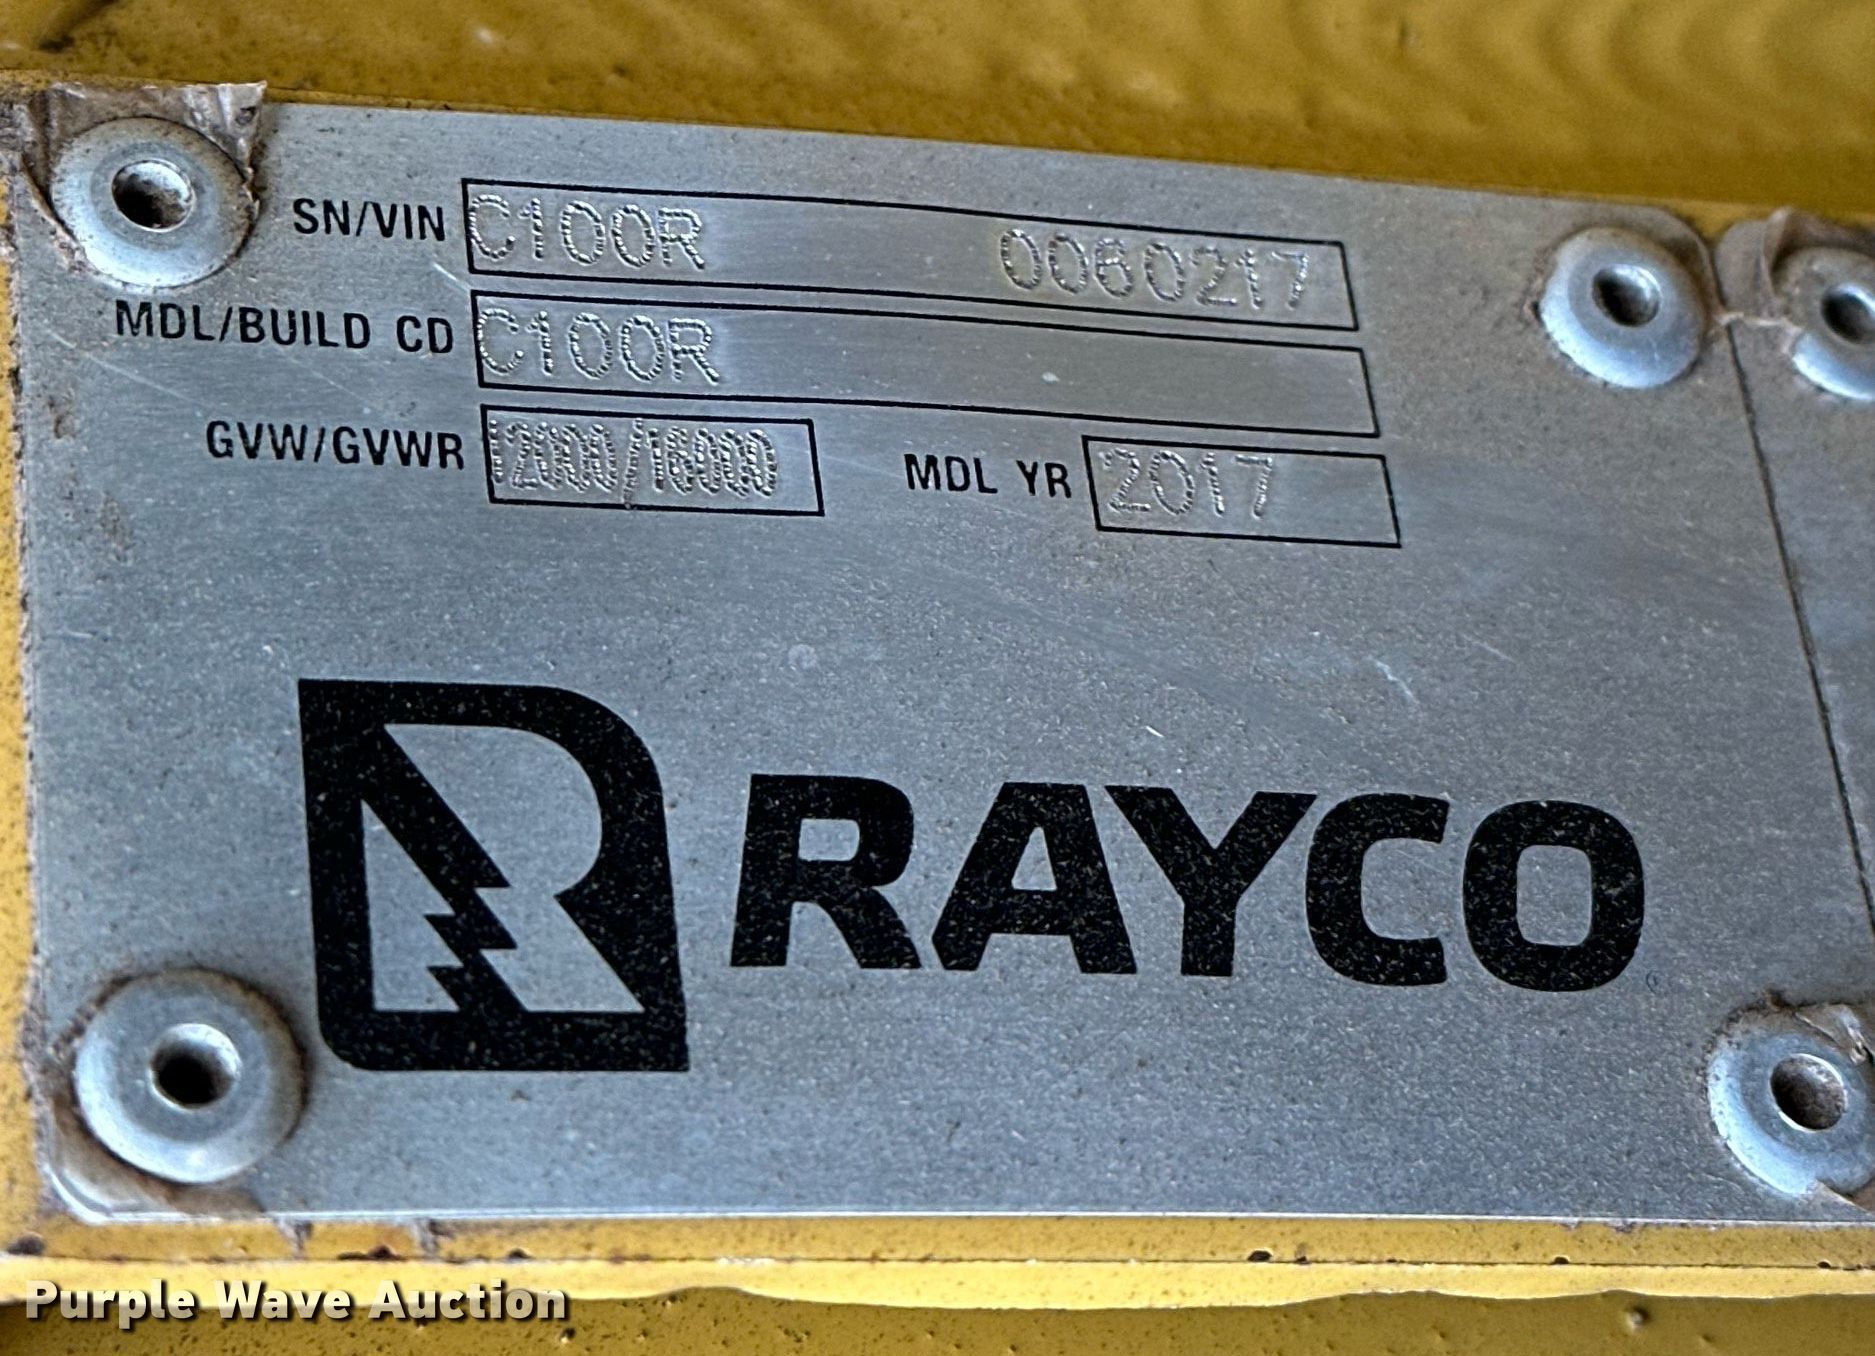 SN/VIN C100R 0060217
MDL/BUILD CD C100R
GVW/GVWR 12000/16000 MDL YR 2017
RAYCO
Purple Wave Auction